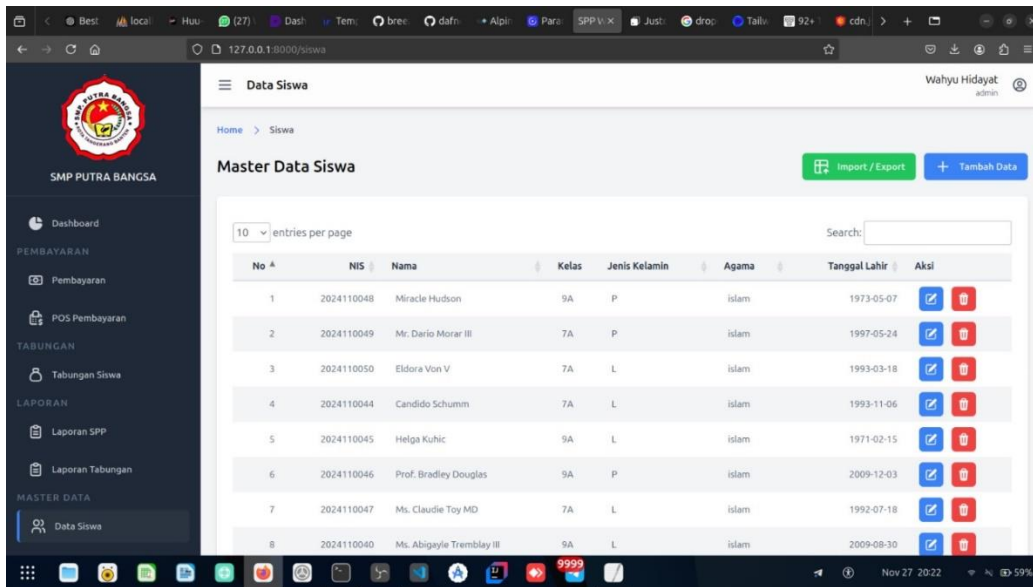 Best
local
Huu-
(27)
Dash
Temp
bree.
dafn
Alpin
Para
SPP W
Just
drop
Tailw
92+
cdn.j
127.0.0.1:8000/siswa
SMP PUTRA BANGSA
Dashboard
PEMBAYARAN
Pembayaran
POS Pembayaran
TABUNGAN
Tabungan Siswa
LAPORAN
Laporan SPP
Laporan Tabungan
MASTER DATA
Data Siswa
Data Siswa
Wahyu Hidayat
admin
Home > Siswa
Master Data Siswa
Import / Export
+ Tambah Data
10 entries per page
Search:
No NIS Nama Kelas Jenis Kelamin Agama Tanggal Lahir Aksi
1 2024110048 Miracle Hudson 9A P islam 1973-05-07
2 2024110049 Mr. Dario Morar III 7A P islam 1997-05-24
3 2024110050 Eldora Von V 7A L islam 1993-03-18
4 2024110044 Candido Schumm 7A L islam 1993-11-06
5 2024110045 Helga Kuhic 9A L islam 1971-02-15
6 2024110046 Prof. Bradley Douglas 9A P islam 2009-12-03
7 2024110047 Ms. Claudie Toy MD 7A L islam 1992-07-18
8 2024110040 Ms. Abigayle Tremblay III 9A L islam 2009-08-30
9999
Nov 27 20:22
59%